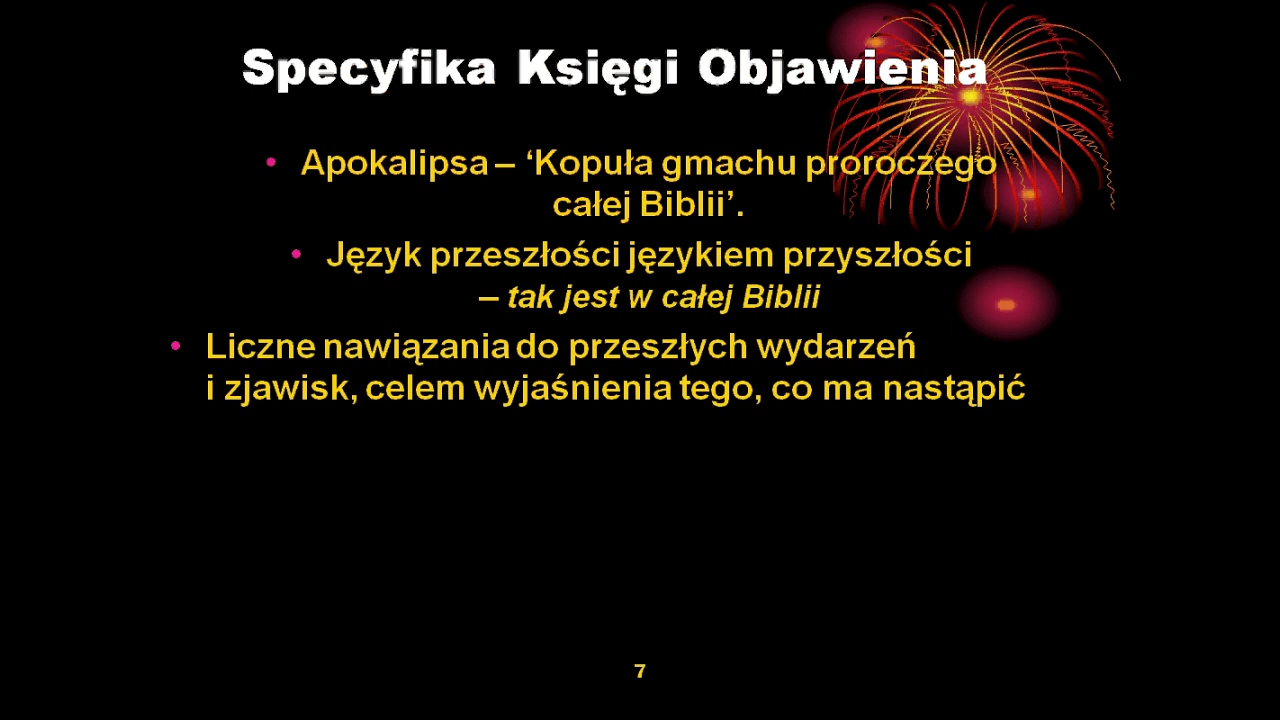 Specyfika Księgi Objawienia
• Apokalipsa – ‘Kopuła gmachu proroczego
całej Biblii’.
• Język przeszłości językiem przyszłości
– tak jest w całej Biblii
• Liczne nawiązania do przeszłych wydarzeń
i zjawisk, celem wyjaśnienia tego, co ma nastąpić
7